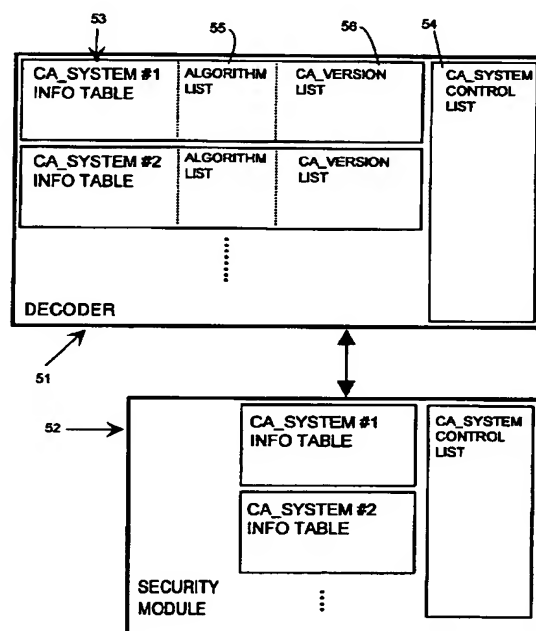 53
55
56
54
CA_SYSTEM #1
INFO TABLE
ALGORITHM
LIST
CA_VERSION
LIST
CA_SYSTEM
CONTROL
LIST
CA_SYSTEM #2
INFO TABLE
ALGORITHM
LIST
CA_VERSION
LIST
DECODER
51
52
CA_SYSTEM #1
INFO TABLE
CA_SYSTEM
CONTROL
LIST
CA_SYSTEM #2
INFO TABLE
SECURITY
MODULE